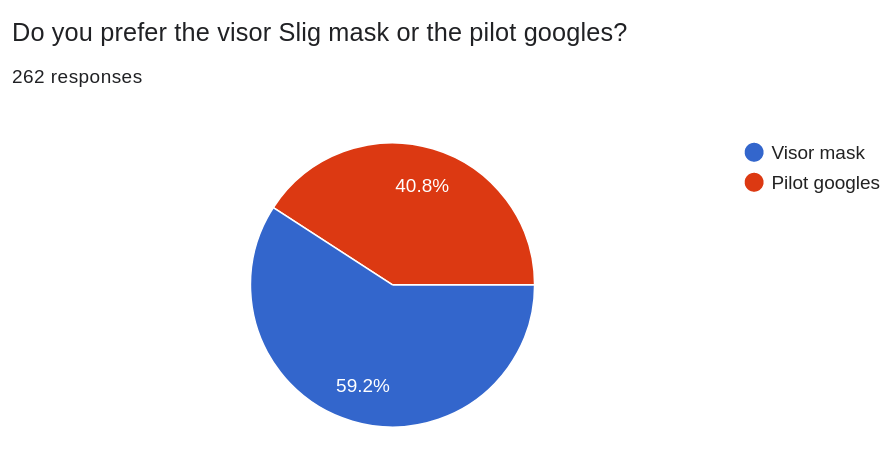 Do you prefer the visor Slig mask or the pilot googles?
262 responses
Visor mask
Pilot googles
40.8%
59.2%